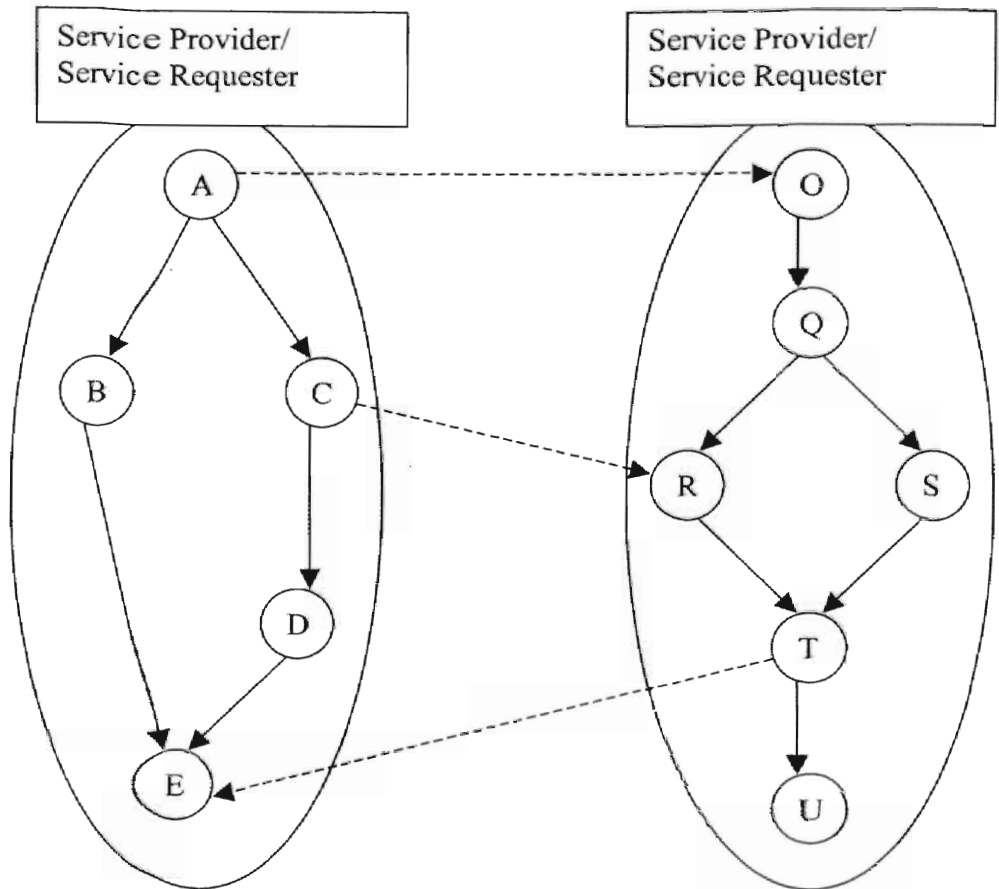 Service Provider/
Service Requester
Service Provider/
Service Requester
A
O
Q
B
C
R
S
D
T
E
U